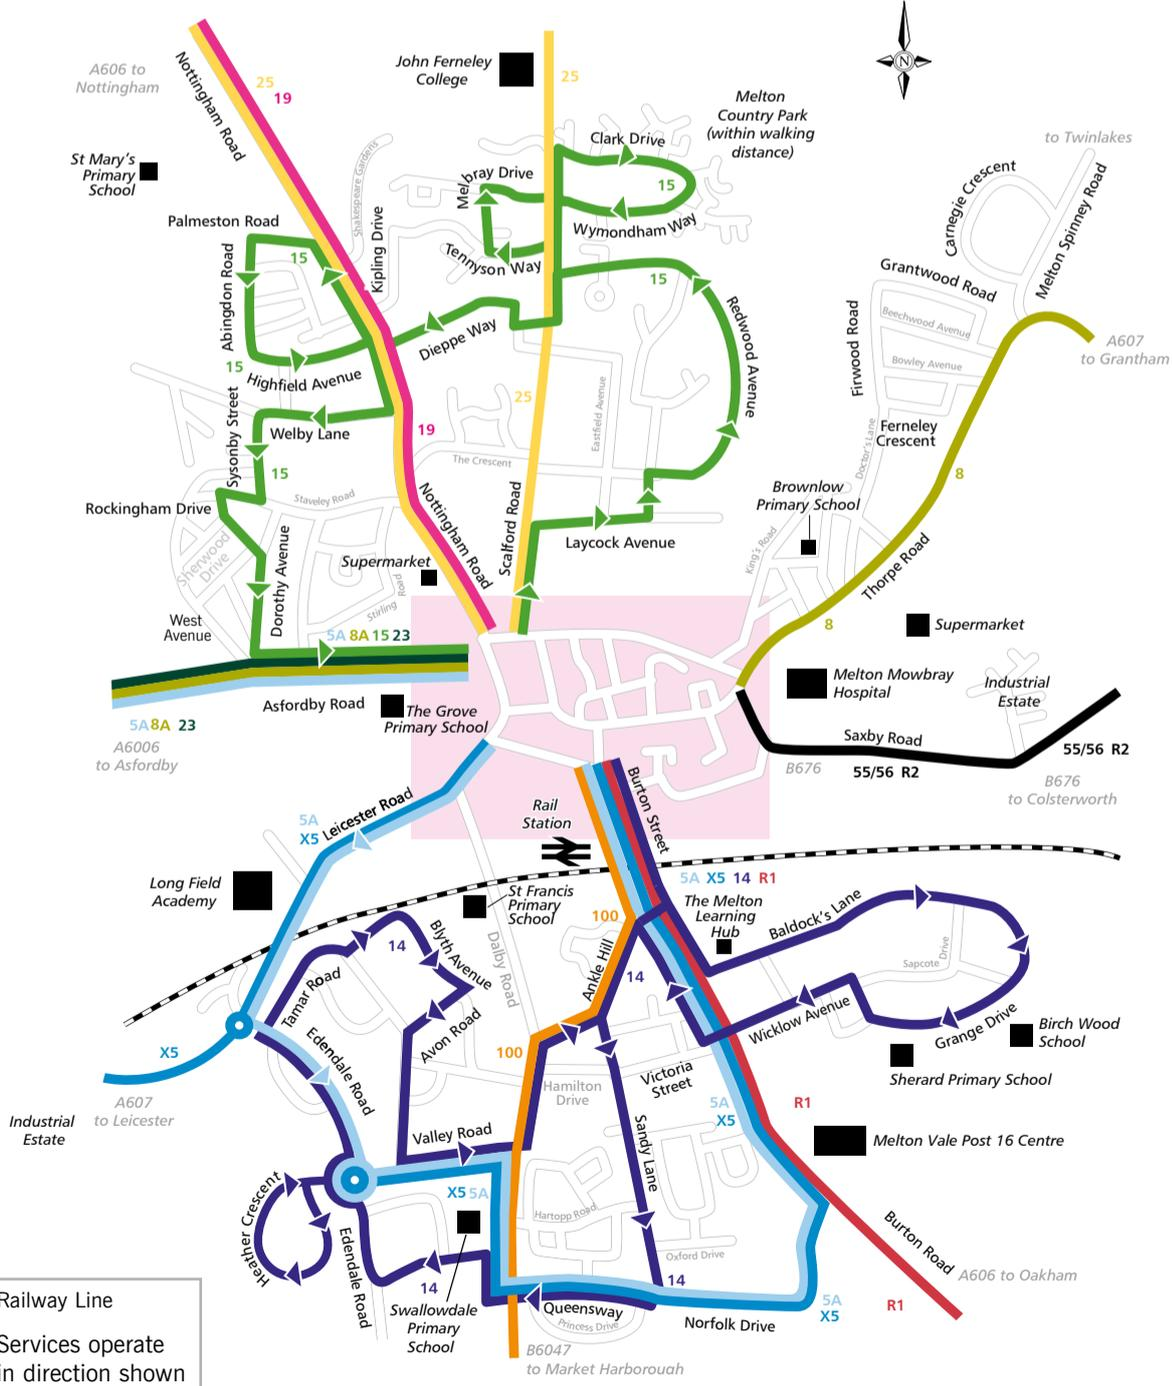 A606 to
Nottingham
Nottingham Road
25
19
John Ferneley
College
25
N
Melton
Country Park
(within walking
distance)
to Twinlakes
St Mary's
Primary
School
Shakespeare Gardens
Clark Drive
Melbray Drive
15
Wymondham Way
Carnegie Crescent
Melton Spinney Road
Palmeston Road
15
Kipling Drive
Tennyson Way
15
Grantwood Road
Abingdon Road
Dieppe Way
Redwood Avenue
Firwood Road
Beechwood Avenue
A607
to Grantham
Bowley Avenue
15
Highfield Avenue
Sysonby Street
Welby Lane
25
19
Eastfield Avenue
Doctor's Lane
Ferneley
Crescent
The Crescent
15
8
Staveley Road
Rockingham Drive
Brownlow
Primary School
Nottingham Road
Scalford Road
Laycock Avenue
Sherwood
Drive
Dorothy Avenue
Supermarket
King's Road
Thorpe Road
Stirling
Road
West
Avenue
5A 8A 15 23
8
Supermarket
Asfordby Road
The Grove
Primary School
Melton Mowbray
Hospital
Industrial
Estate
5A 8A 23
A6006
to Asfordby
Saxby Road
55/56 R2
B676
55/56 R2
B676
to Colsterworth
Burton Street
Leicester Road
5A
X5
Rail
Station
5A X5 14 R1
Long Field
Academy
St Francis
Primary
School
The Melton
Learning
Hub
Baldock's Lane
100
14
Blyth Avenue
Dalby Road
Ankle Hill
14
Sapcote Drive
Tamar Road
Edendale Road
Avon Road
Wicklow Avenue
Grange Drive
Birch Wood
School
X5
100
Victoria
Street
Sherard Primary School
Hamilton
Drive
A607
to Leicester
Industrial
Estate
5A
X5
R1
Valley Road
Sandy Lane
Melton Vale Post 16 Centre
Heather Crescent
X5 5A
Hartopp Road
Edendale Road
Oxford Drive
Burton Road
A606 to Oakham
14
14
Queensway
Princess Drive
5A
X5
R1
Norfolk Drive
Swallowdale
Primary
School
B6047
to Market Harborough
Railway Line
Services operate
in direction shown